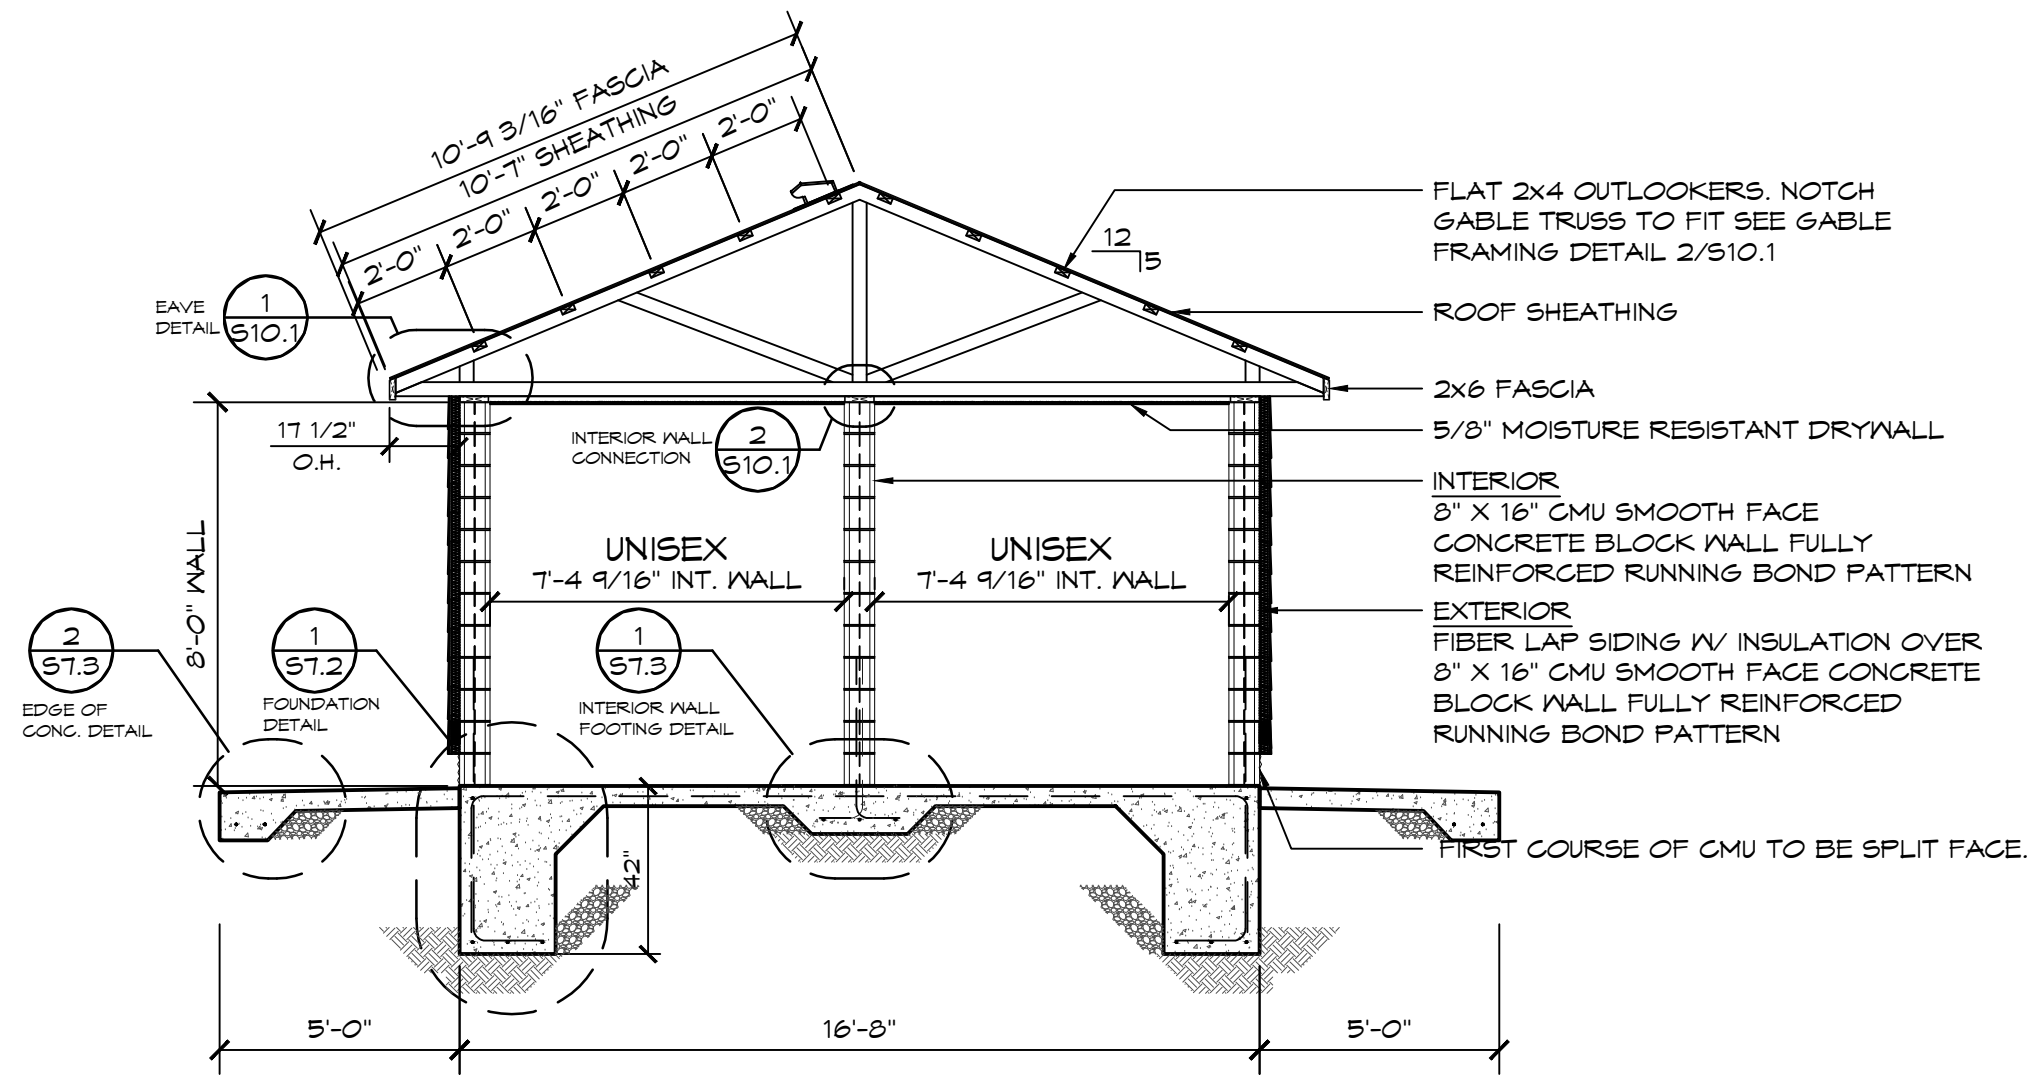 10'-9 3/16" FASCIA
10'-7" SHEATHING
2'-0"
2'-0"
2'-0"
2'-0"
2'-0"
12
5
FLAT 2x4 OUTLOOKERS. NOTCH
GABLE TRUSS TO FIT SEE GABLE
FRAMING DETAIL 2/S10.1
ROOF SHEATHING
2x6 FASCIA
5/8" MOISTURE RESISTANT DRYWALL
INTERIOR
8" X 16" CMU SMOOTH FACE
CONCRETE BLOCK WALL FULLY
REINFORCED RUNNING BOND PATTERN
EXTERIOR
FIBER LAP SIDING W/ INSULATION OVER
8" X 16" CMU SMOOTH FACE CONCRETE
BLOCK WALL FULLY REINFORCED
RUNNING BOND PATTERN
FIRST COURSE OF CMU TO BE SPLIT FACE.
EAVE
DETAIL
1
S10.1
17 1/2"
O.H.
INTERIOR WALL
CONNECTION
2
S10.1
8'-0" WALL
UNISEX
7'-4 9/16" INT. WALL
UNISEX
7'-4 9/16" INT. WALL
2
S7.3
EDGE OF
CONC. DETAIL
1
S7.2
FOUNDATION
DETAIL
1
S7.3
INTERIOR WALL
FOOTING DETAIL
42"
5'-0"
16'-8"
5'-0"